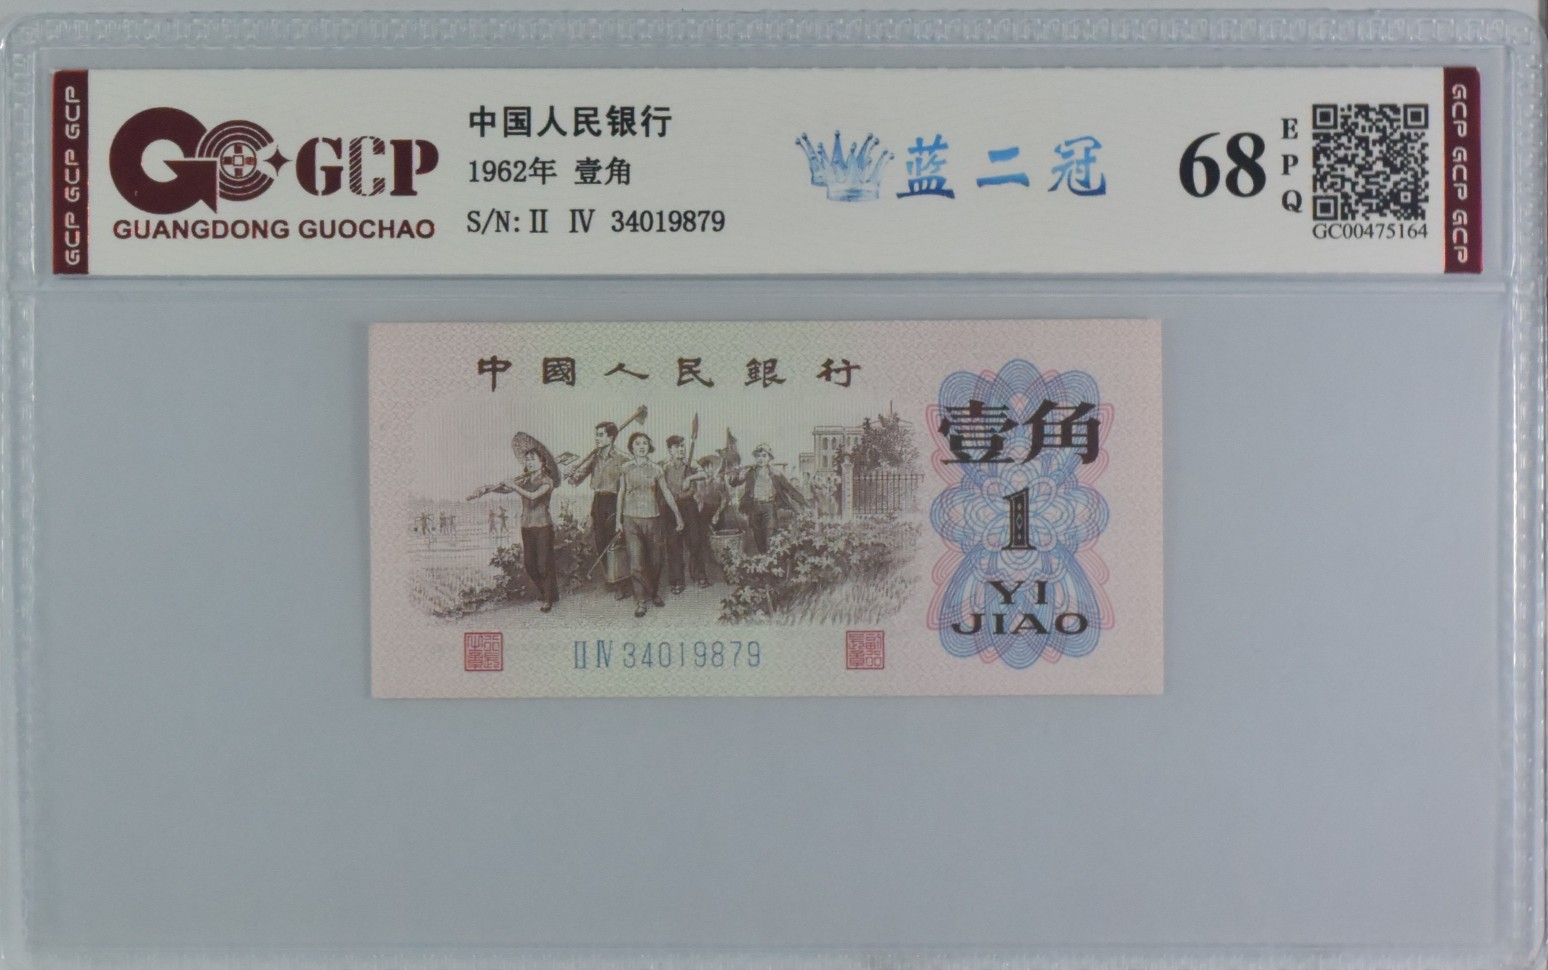 GCP GCP GCP
GCP
GUANGDONG GUOCHAO
中国人民银行
1962年 壹角
S/N: II IV 34019879
蓝二冠
68
EPQ
GC00475164
GCP GCP GCP
中國人民銀行
壹角
1
YI
JIAO
II IV 34019879